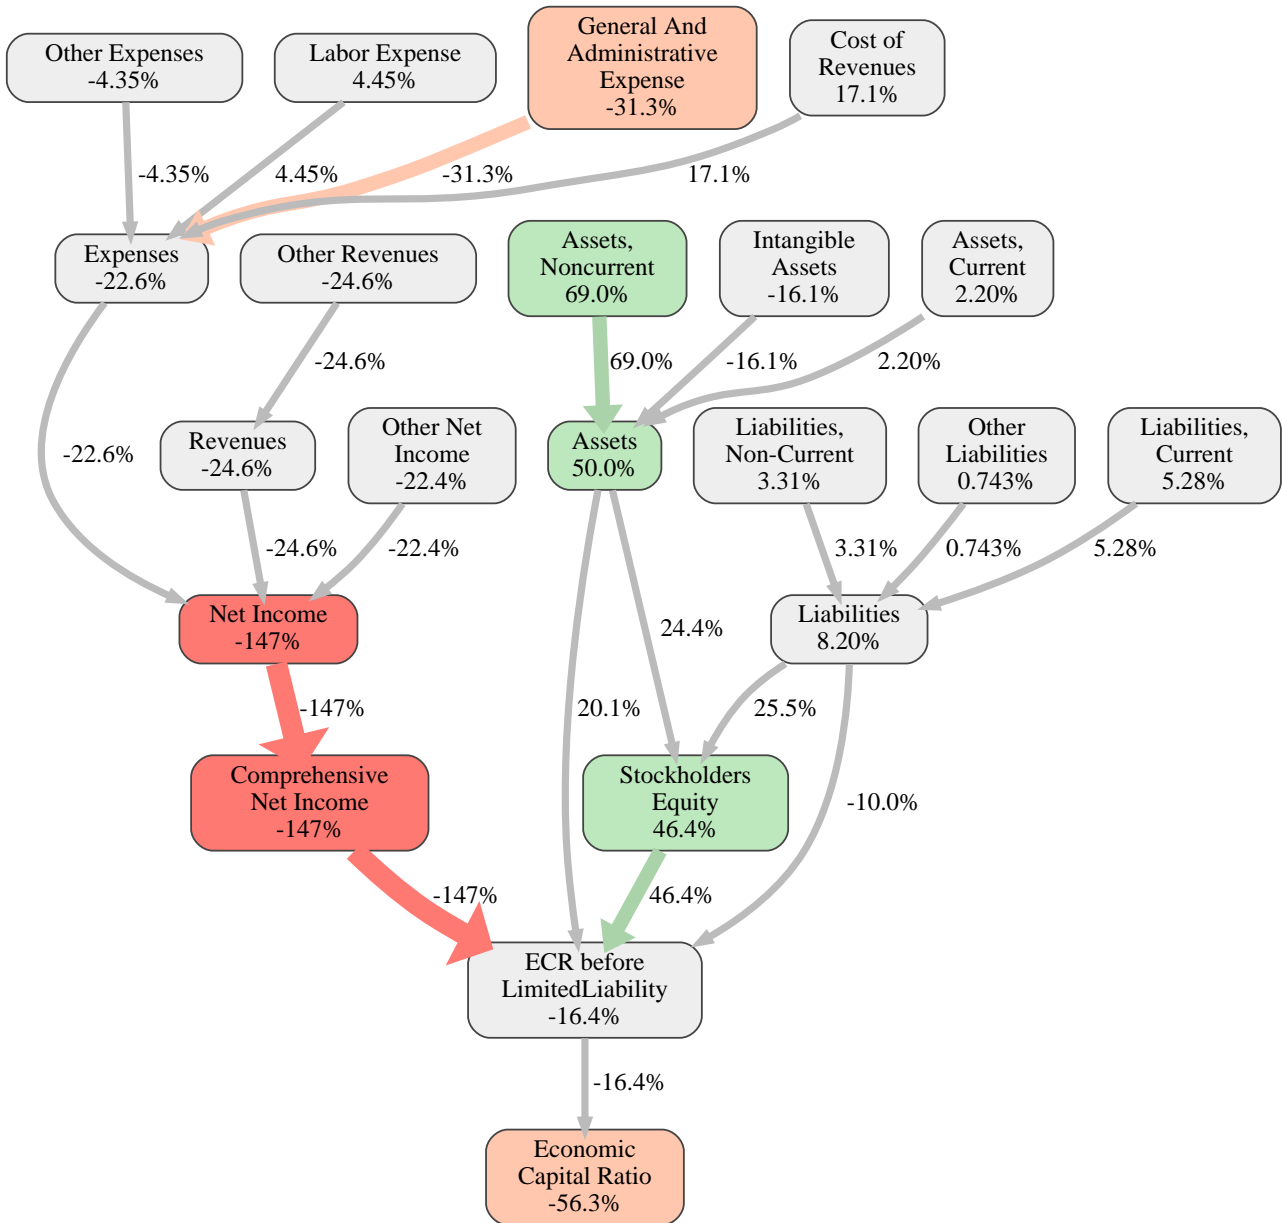 Other Expenses
-4.35%
Labor Expense
4.45%
General And
Administrative
Expense
-31.3%
Cost of
Revenues
17.1%
-4.35%
4.45%
-31.3%
17.1%
Expenses
-22.6%
Other Revenues
-24.6%
Assets,
Noncurrent
69.0%
Intangible
Assets
-16.1%
Assets,
Current
2.20%
-24.6%
69.0%
-16.1%
2.20%
-22.6%
Revenues
-24.6%
Other Net
Income
-22.4%
Assets
50.0%
Liabilities,
Non-Current
3.31%
Other
Liabilities
0.743%
Liabilities,
Current
5.28%
-24.6%
-22.4%
3.31%
0.743%
5.28%
Net Income
-147%
24.4%
Liabilities
8.20%
-147%
20.1%
25.5%
Comprehensive
Net Income
-147%
Stockholders
Equity
46.4%
-10.0%
-147%
46.4%
ECR before
LimitedLiability
-16.4%
-16.4%
Economic
Capital Ratio
-56.3%